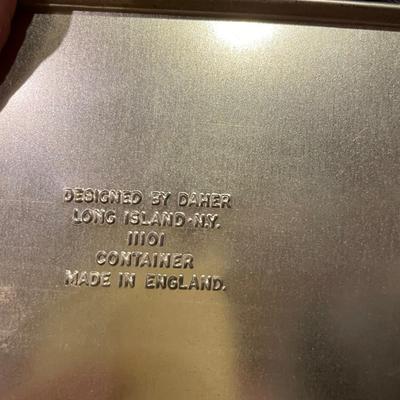 DESIGNED BY DAHER
LONG ISLAND·N.Y.
11101
CONTAINER
MADE IN ENGLAND.